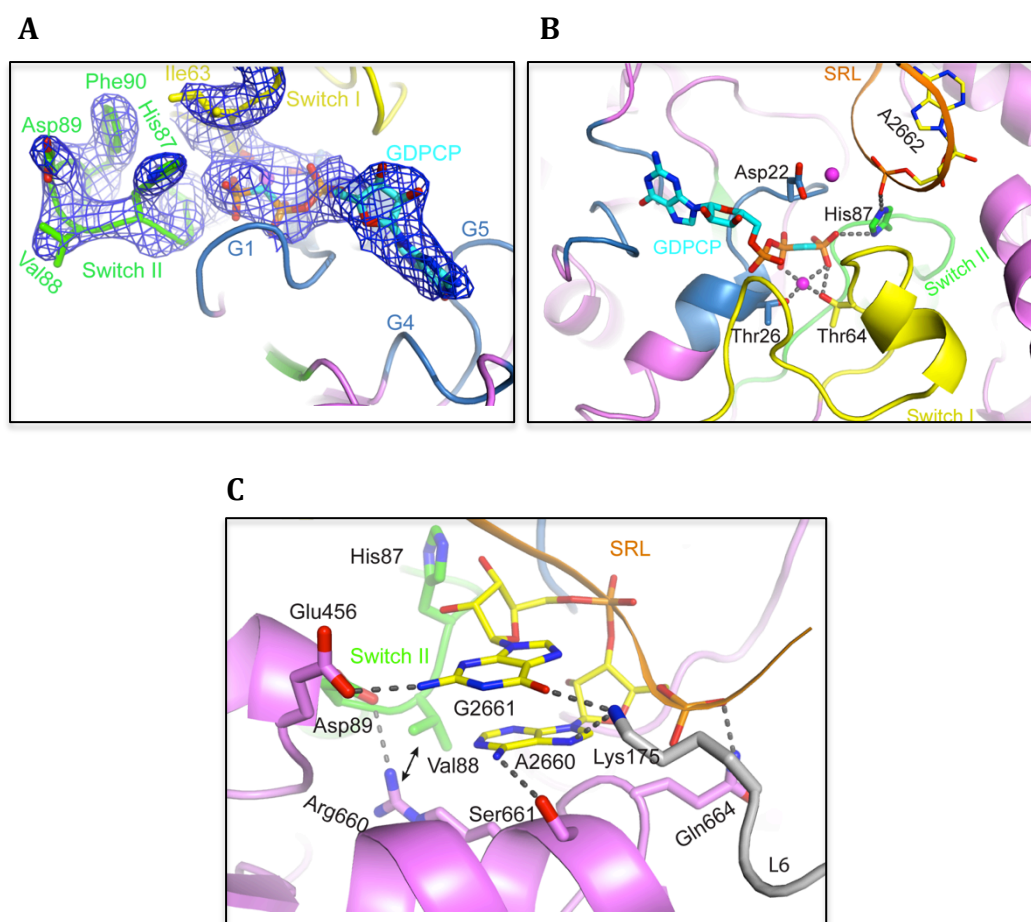 A
B
Ile63
Phe90
Switch I
Asp89
His87
GDPCP
Val88
Switch II
G1
G5
G4
SRL
A2662
Asp22
His87
GDPCP
Switch II
Thr26
Thr64
Switch I
C
His87
SRL
Glu456
Switch II
G2661
Asp89
Val88
A2660
Lys175
Arg660
Ser661
Gln664
L6